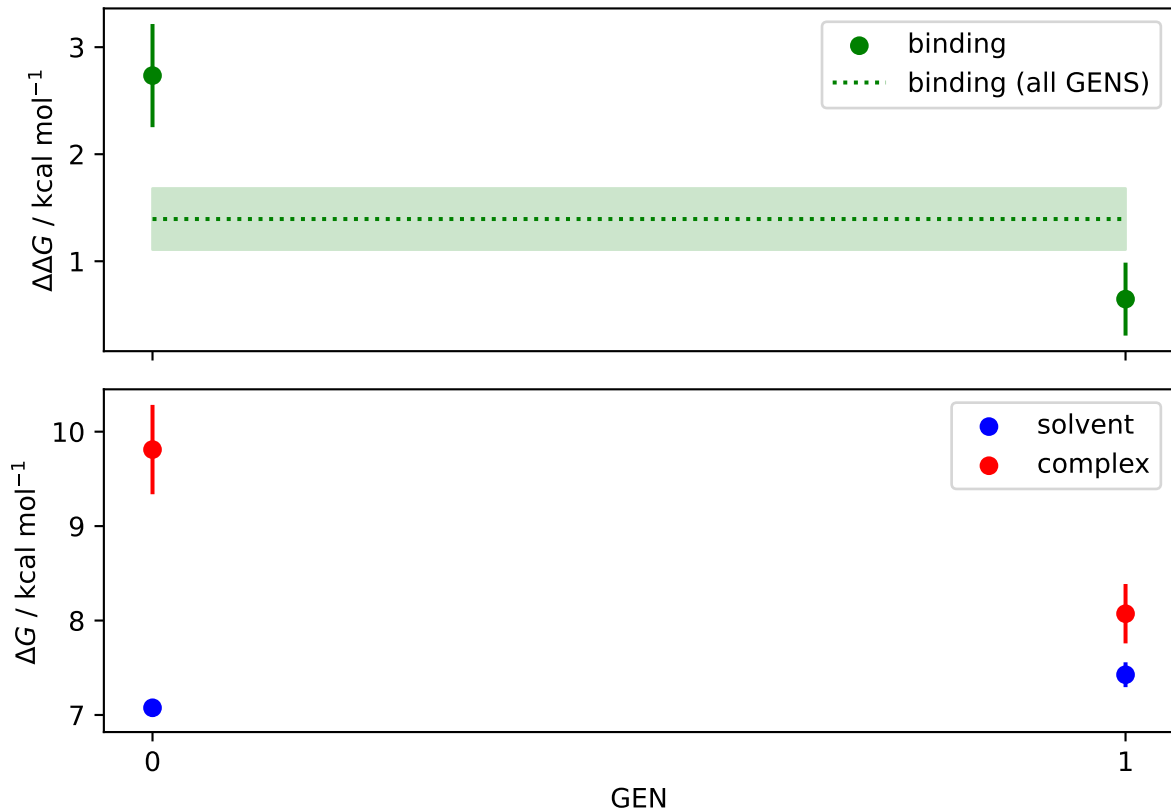 3
2
1
ΔΔG / kcal mol⁻¹
binding
binding (all GENS)
10
9
8
7
ΔG / kcal mol⁻¹
solvent
complex
0
1
GEN